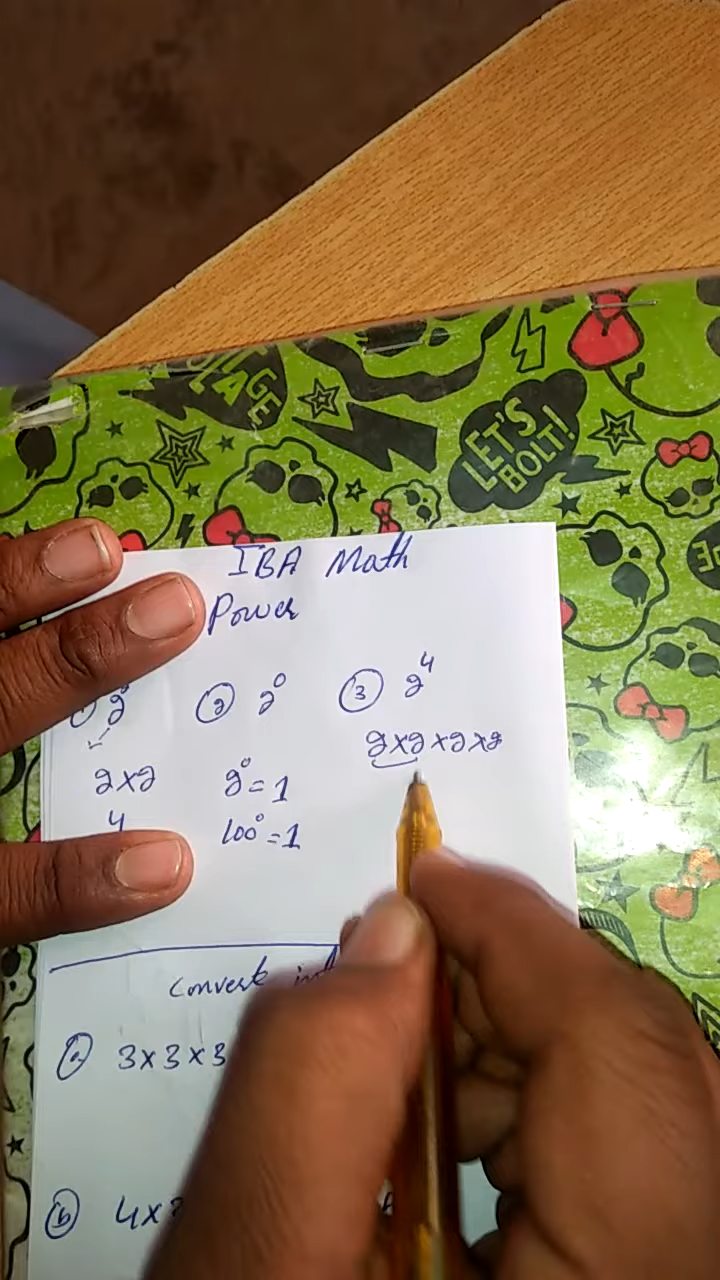 LET'S
BOLT!
IBA Math
Power
② 2⁰ ③ 2⁴
2×2×2×2
2×2 2⁰ = 1
4 100⁰ = 1
Convert
ⓐ 3×3×3
ⓑ 4×